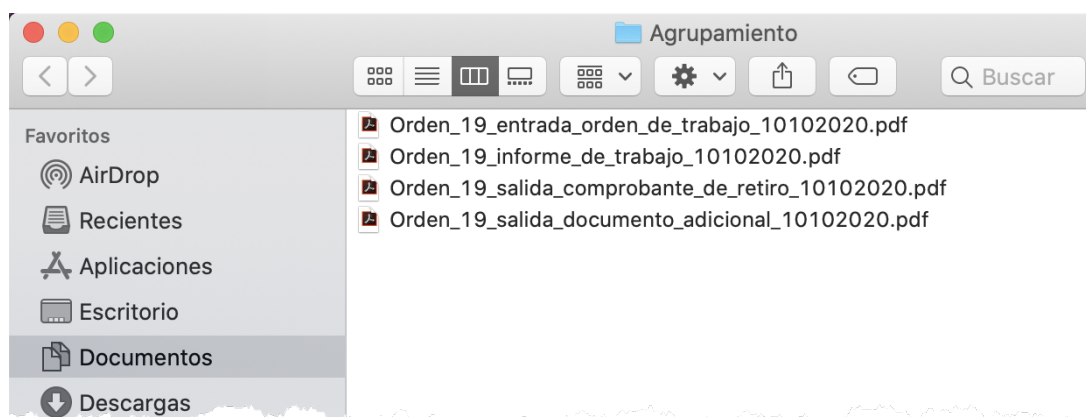 Agrupamiento
Buscar
Favoritos
AirDrop
Recientes
Aplicaciones
Escritorio
Documentos
Descargas
Orden_19_entrada_orden_de_trabajo_10102020.pdf
Orden_19_informe_de_trabajo_10102020.pdf
Orden_19_salida_comprobante_de_retiro_10102020.pdf
Orden_19_salida_documento_adicional_10102020.pdf